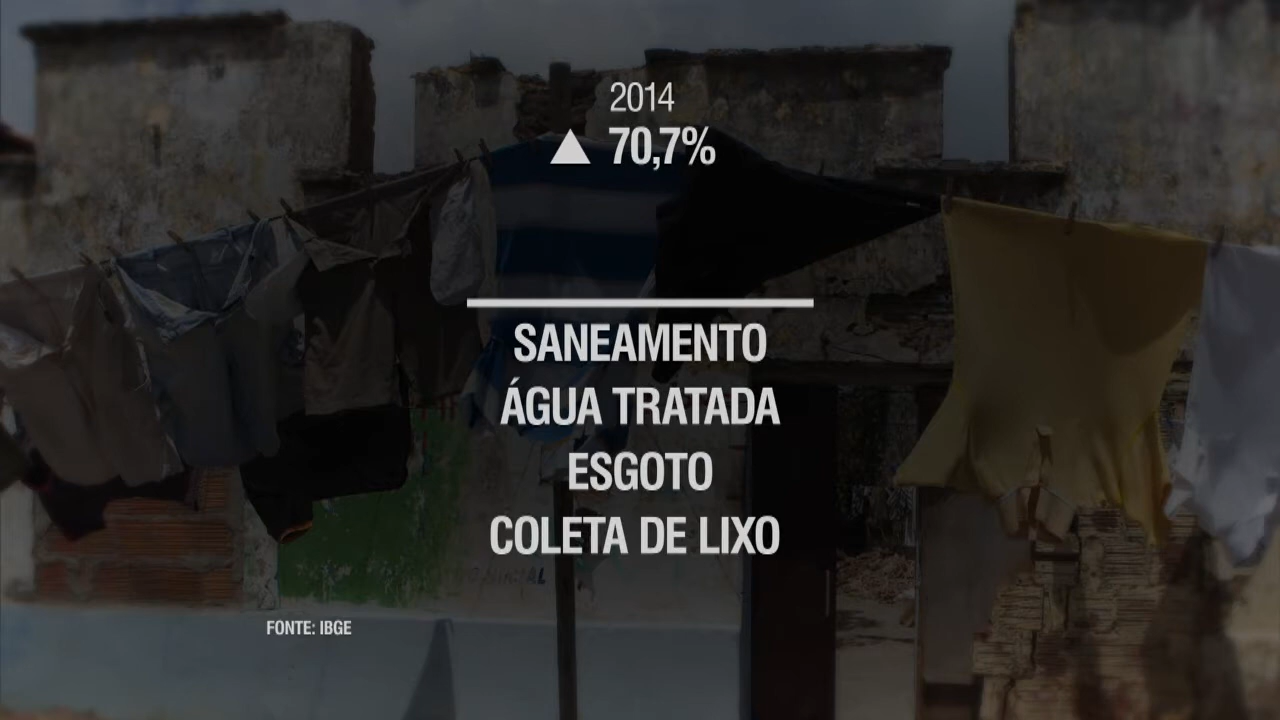 2014
▲ 70,7%
SANEAMENTO
ÁGUA TRATADA
ESGOTO
COLETA DE LIXO
FONTE: IBGE